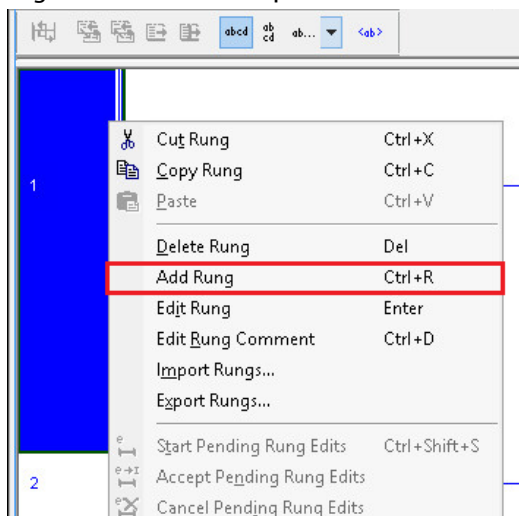 abcd ab cd ab... <ab>
1
Cut Rung Ctrl+X
Copy Rung Ctrl+C
Paste Ctrl+V
Delete Rung Del
Add Rung Ctrl+R
Edit Rung Enter
Edit Rung Comment Ctrl+D
Import Rungs...
Export Rungs...
e Start Pending Rung Edits Ctrl+Shift+S
2
e→I Accept Pending Rung Edits
e Cancel Pending Rung Edits